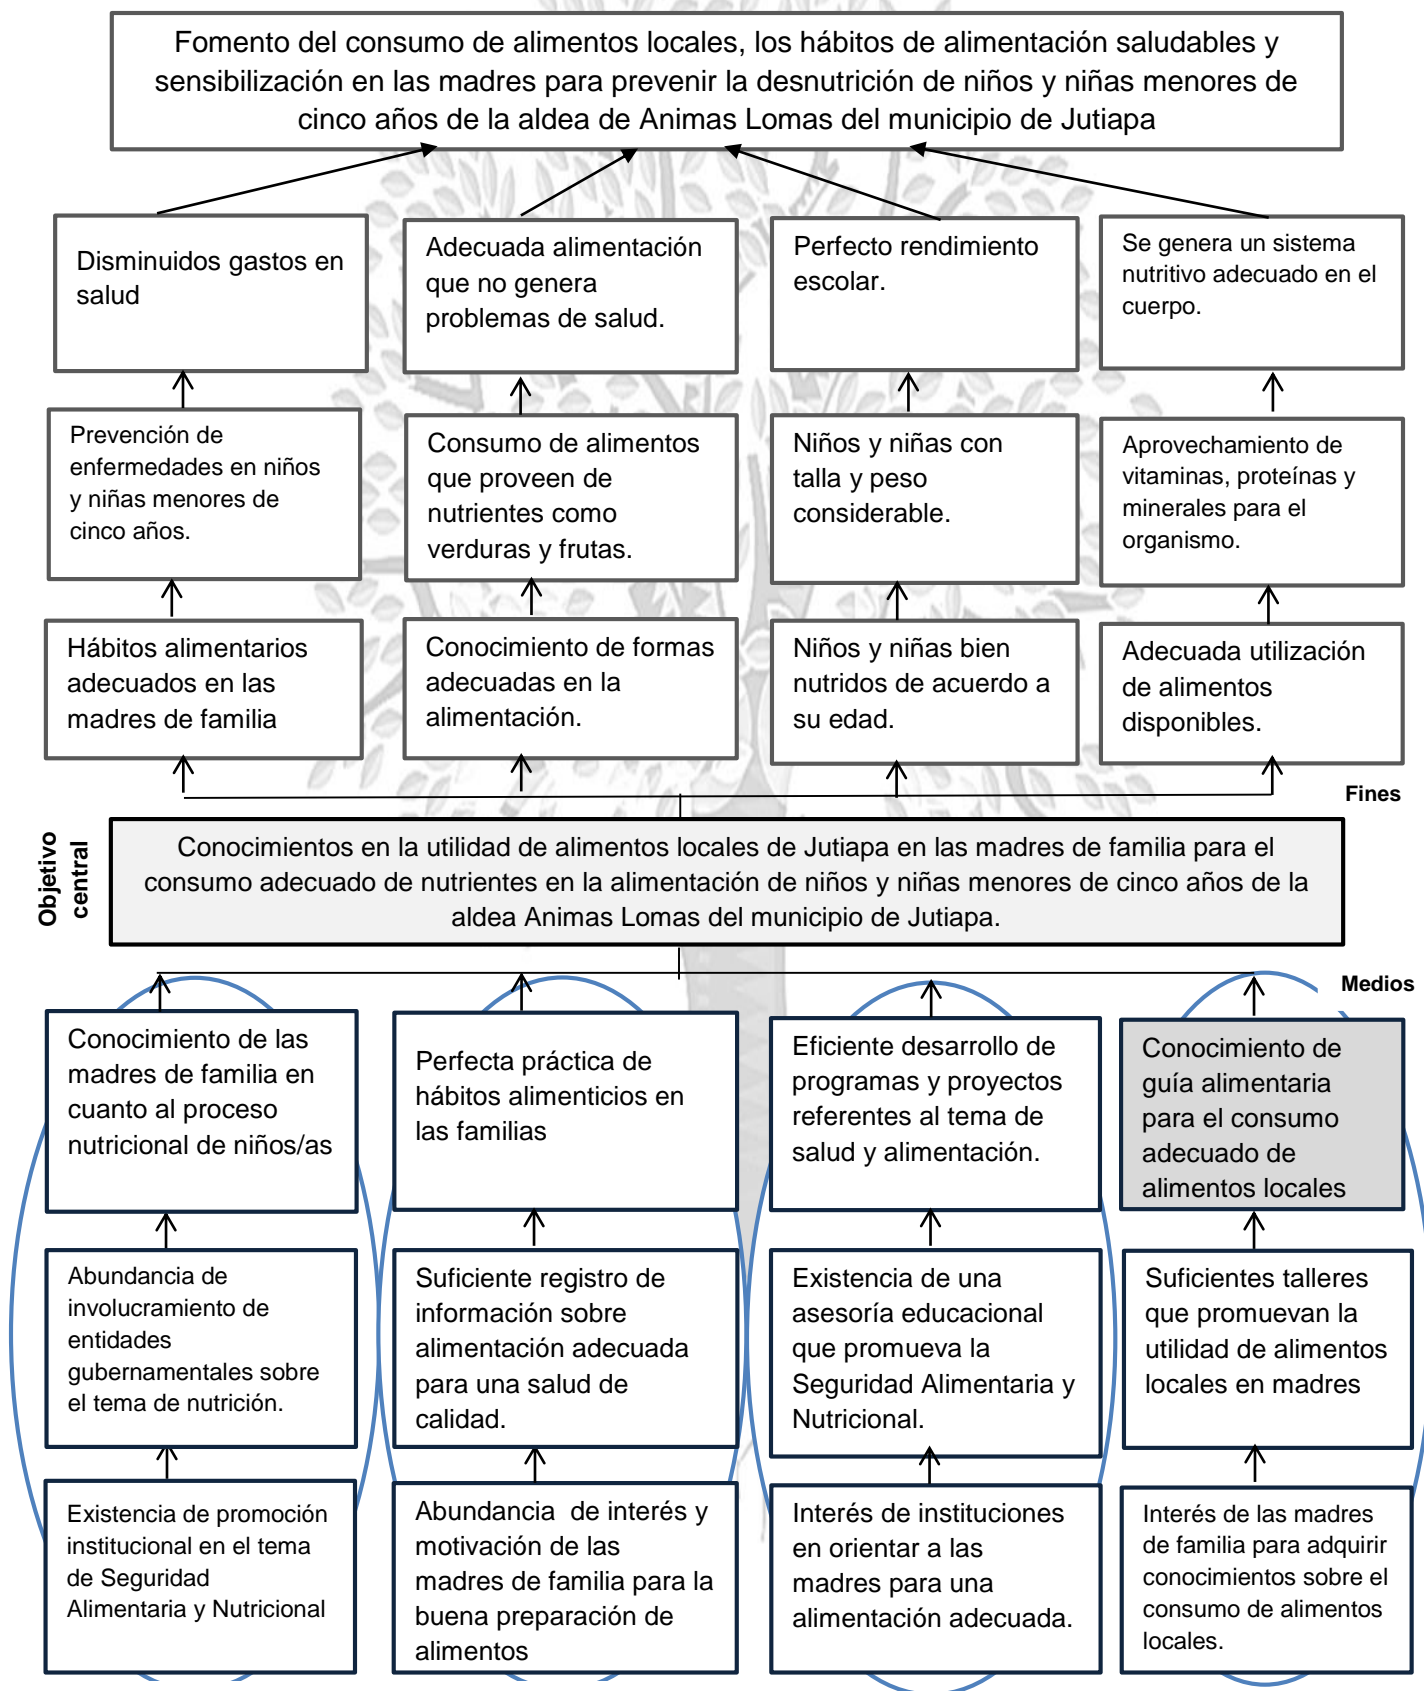 Fomento del consumo de alimentos locales, los hábitos de alimentación saludables y
sensibilización en las madres para prevenir la desnutrición de niños y niñas menores de
cinco años de la aldea de Animas Lomas del municipio de Jutiapa
Disminuidos gastos en
salud
Adecuada alimentación
que no genera
problemas de salud.
Perfecto rendimiento
escolar.
Se genera un sistema
nutritivo adecuado en el
cuerpo.
Prevención de
enfermedades en niños
y niñas menores de
cinco años.
Consumo de alimentos
que proveen de
nutrientes como
verduras y frutas.
Niños y niñas con
talla y peso
considerable.
Aprovechamiento de
vitaminas, proteínas y
minerales para el
organismo.
Hábitos alimentarios
adecuados en las
madres de familia
Conocimiento de formas
adecuadas en la
alimentación.
Niños y niñas bien
nutridos de acuerdo a
su edad.
Adecuada utilización
de alimentos
disponibles.
Fines
Objetivo
central
Conocimientos en la utilidad de alimentos locales de Jutiapa en las madres de familia para el
consumo adecuado de nutrientes en la alimentación de niños y niñas menores de cinco años de la
aldea Animas Lomas del municipio de Jutiapa.
Medios
Conocimiento de las
madres de familia en
cuanto al proceso
nutricional de niños/as
Perfecta práctica de
hábitos alimenticios en
las familias
Eficiente desarrollo de
programas y proyectos
referentes al tema de
salud y alimentación.
Conocimiento de
guía alimentaria
para el consumo
adecuado de
alimentos locales
Abundancia de
involucramiento de
entidades
gubernamentales sobre
el tema de nutrición.
Suficiente registro de
información sobre
alimentación adecuada
para una salud de
calidad.
Existencia de una
asesoría educacional
que promueva la
Seguridad Alimentaria y
Nutricional.
Suficientes talleres
que promuevan la
utilidad de alimentos
locales en madres
Existencia de promoción
institucional en el tema
de Seguridad
Alimentaria y Nutricional
Abundancia  de interés y
motivación de las
madres de familia para la
buena preparación de
alimentos
Interés de instituciones
en orientar a las
madres para una
alimentación adecuada.
Interés de las madres
de familia para adquirir
conocimientos sobre el
consumo de alimentos
locales.